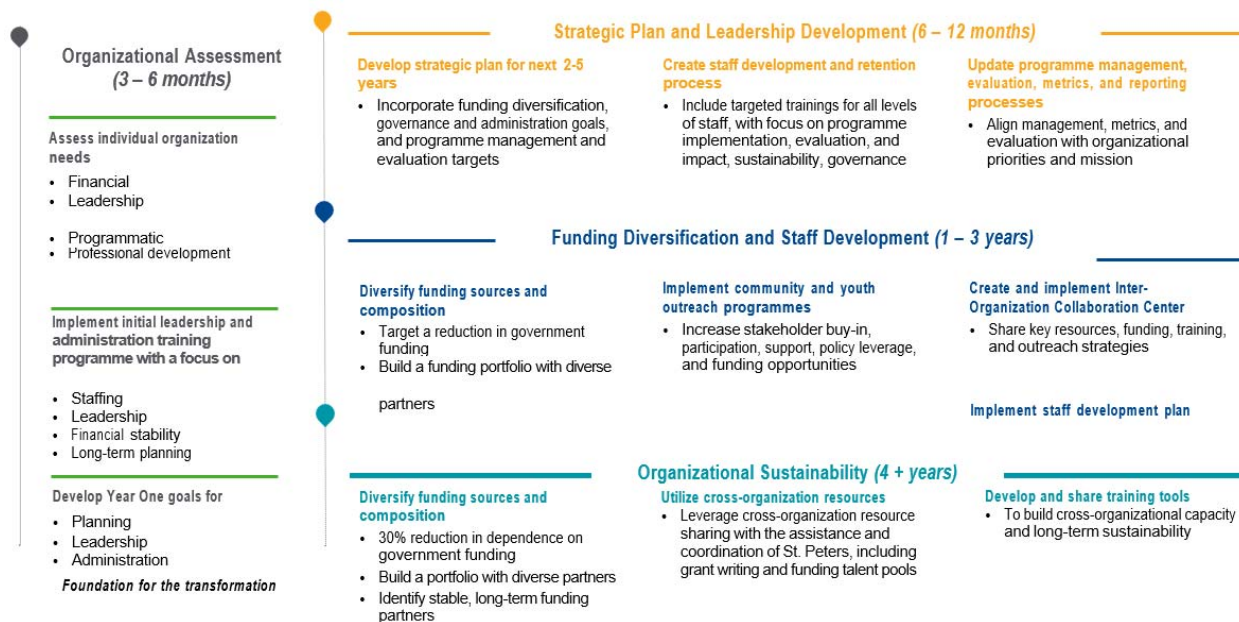 Organizational Assessment
(3 – 6 months)
Assess individual organization
needs
• Financial
• Leadership
• Programmatic
• Professional development
Implement initial leadership and
administration training
programme with a focus on
• Staffing
• Leadership
• Financial stability
• Long-term planning
Develop Year One goals for
• Planning
• Leadership
• Administration
Foundation for the transformation
Strategic Plan and Leadership Development (6 – 12 months)
Develop strategic plan for next 2-5
years
• Incorporate funding diversification,
governance and administration goals,
and programme management and
evaluation targets
Create staff development and retention
process
• Include targeted trainings for all levels
of staff, with focus on programme
implementation, evaluation, and
impact, sustainability, governance
Update programme management,
evaluation, metrics, and reporting
processes
• Align management, metrics, and
evaluation with organizational
priorities and mission
Funding Diversification and Staff Development (1 – 3 years)
Diversify funding sources and
composition
• Target a reduction in government
funding
• Build a funding portfolio with diverse
partners
Implement community and youth
outreach programmes
• Increase stakeholder buy-in,
participation, support, policy leverage,
and funding opportunities
Create and implement Inter-
Organization Collaboration Center
• Share key resources, funding, training,
and outreach strategies
Implement staff development plan
Organizational Sustainability (4 + years)
Diversify funding sources and
composition
• 30% reduction in dependence on
government funding
• Build a portfolio with diverse partners
• Identify stable, long-term funding
partners
Utilize cross-organization resources
• Leverage cross-organization resource
sharing with the assistance and
coordination of St. Peters, including
grant writing and funding talent pools
Develop and share training tools
• To build cross-organizational capacity
and long-term sustainability